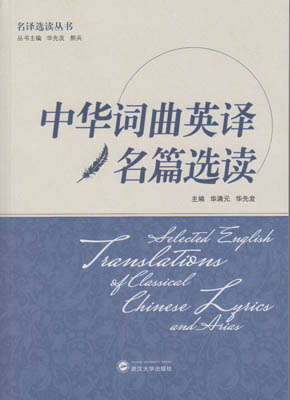 名译选读丛书
丛书主编 华先发 熊兵
中华词曲英译
名篇选读
主编 华满元 华先发
Selected English
Translations
of Classical
Chinese Lyrics
and Arias
武汉大学出版社